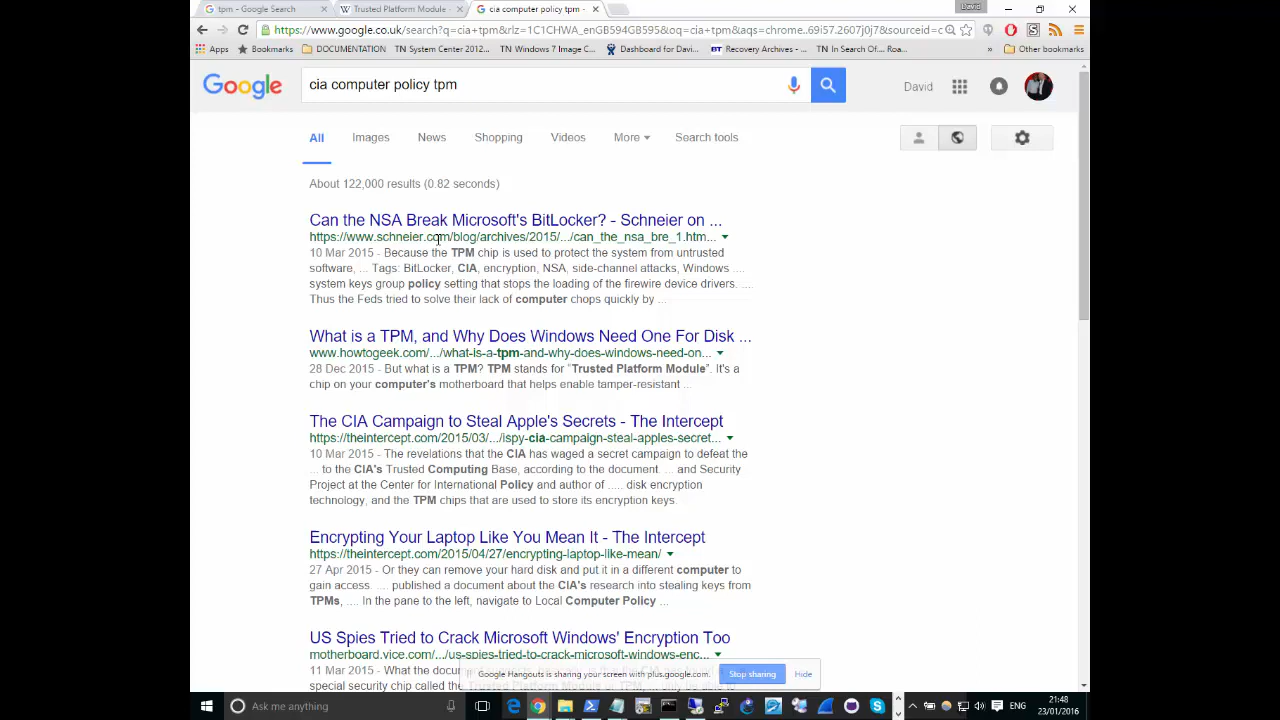 David
tpm - Google Search
Trusted Platform Module -
cia computer policy tpm -
https://www.google.co.uk/search?q=cia+tpm&rlz=1C1CHWA_enGB594GB595&oq=cia+tpm&aqs=chrome..69i57.2607j0j7&sourceid=c
Apps
Bookmarks
DOCUMENTATION
TN System Center 2012...
TN Windows 7 Image C...
Dashboard for Davi...
BT Recovery Archives -...
TN In Search Of.. Roa...
»
Other bookmarks
Google
cia computer policy tpm
David
All Images News Shopping Videos More Search tools
About 122,000 results (0.82 seconds)
Can the NSA Break Microsoft's BitLocker? - Schneier on ...
https://www.schneier.com/blog/archives/2015/.../can_the_nsa_bre_1.htm...
10 Mar 2015 - Because the TPM chip is used to protect the system from untrusted
software, ... Tags: BitLocker, CIA, encryption, NSA, side-channel attacks, Windows ....
system keys group policy setting that stops the loading of the firewire device drivers. ....
Thus the Feds tried to solve their lack of computer chops quickly by ...
What is a TPM, and Why Does Windows Need One For Disk ...
www.howtogeek.com/.../what-is-a-tpm-and-why-does-windows-need-on...
28 Dec 2015 - But what is a TPM? TPM stands for “Trusted Platform Module”. It's a
chip on your computer's motherboard that helps enable tamper-resistant ...
The CIA Campaign to Steal Apple's Secrets - The Intercept
https://theintercept.com/2015/03/.../ispy-cia-campaign-steal-apples-secret...
10 Mar 2015 - The revelations that the CIA has waged a secret campaign to defeat the
... to the CIA's Trusted Computing Base, according to the document. ... and Security
Project at the Center for International Policy and author of ..... disk encryption
technology, and the TPM chips that are used to store its encryption keys.
Encrypting Your Laptop Like You Mean It - The Intercept
https://theintercept.com/2015/04/27/encrypting-laptop-like-mean/
27 Apr 2015 - Or they can remove your hard disk and put it in a different computer to
gain access. .... published a document about the CIA's research into stealing keys from
TPMs, .... In the pane to the left, navigate to Local Computer Policy ...
US Spies Tried to Crack Microsoft Windows' Encryption Too
motherboard.vice.com/.../us-spies-tried-to-crack-microsoft-windows-enc...
11 Mar 2015 - What the
special security chip called the
Google Hangouts is sharing your screen with plus.google.com.
Stop sharing
Hide
Ask me anything
ENG
21:48
23/01/2016